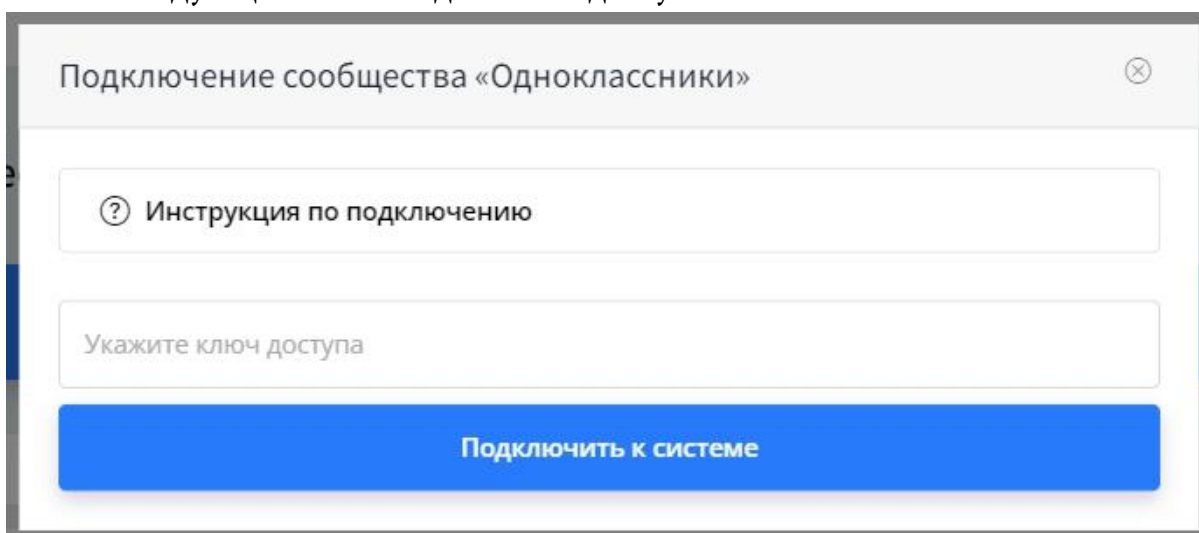 Подключение сообщества «Одноклассники»
Инструкция по подключению
Укажите ключ доступа
Подключить к системе